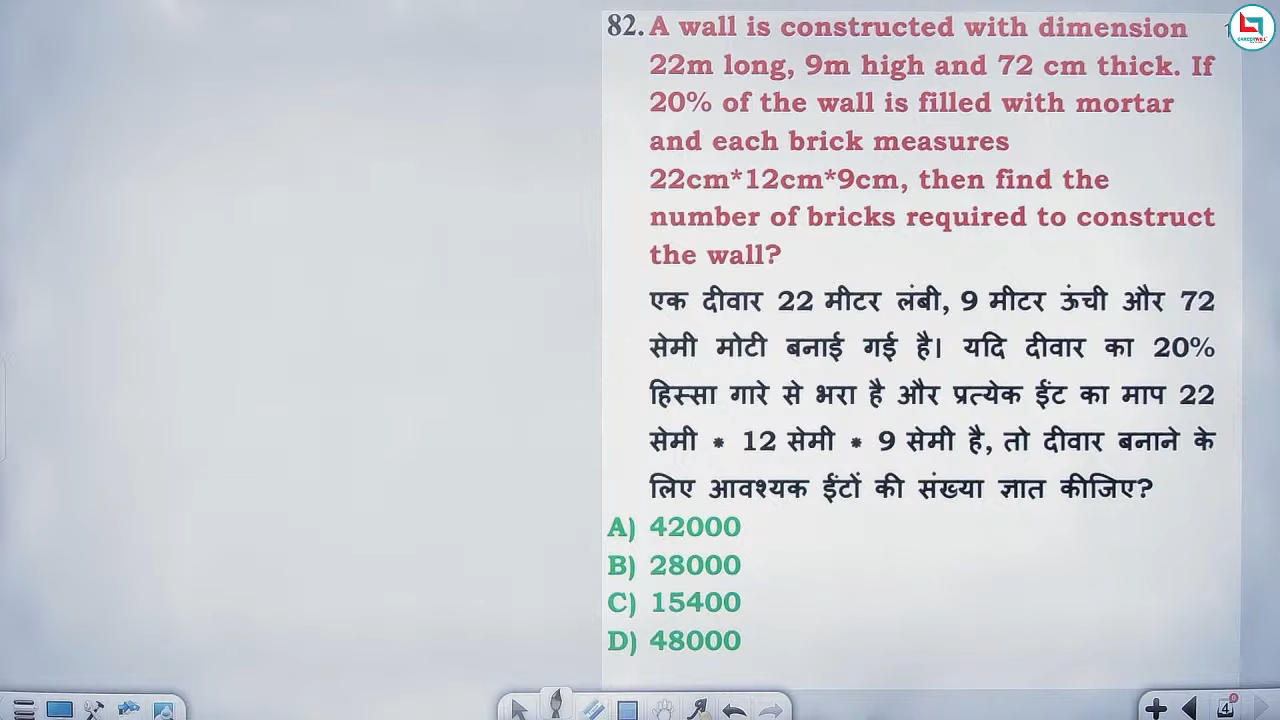 82. A wall is constructed with dimension
22m long, 9m high and 72 cm thick. If
20% of the wall is filled with mortar
and each brick measures
22cm*12cm*9cm, then find the
number of bricks required to construct
the wall?
एक दीवार 22 मीटर लंबी, 9 मीटर ऊंची और 72
सेमी मोटी बनाई गई है। यदि दीवार का 20%
हिस्सा गारे से भरा है और प्रत्येक ईंट का माप 22
सेमी * 12 सेमी * 9 सेमी है, तो दीवार बनाने के
लिए आवश्यक ईंटों की संख्या ज्ञात कीजिए?
A) 42000
B) 28000
C) 15400
D) 48000
CAREERWILL
4
0